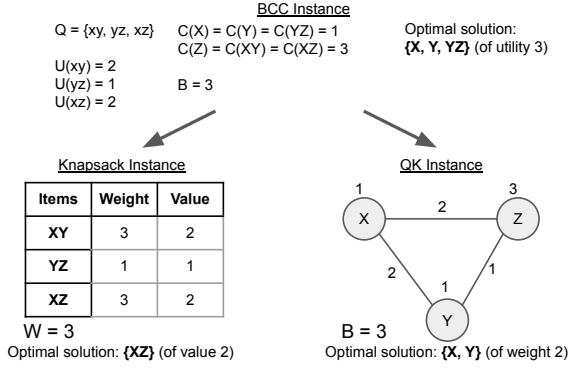 BCC Instance
Q = {xy, yz, xz}
U(xy) = 2
U(yz) = 1
U(xz) = 2
C(X) = C(Y) = C(YZ) = 1
C(Z) = C(XY) = C(XZ) = 3
B = 3
Optimal solution:
{X, Y, YZ} (of utility 3)
Knapsack Instance
Items Weight Value
XY 3 2
YZ 1 1
XZ 3 2
W = 3
Optimal solution: {XZ} (of value 2)
QK Instance
1 3
X 2 Z
2 1
1
Y
B = 3
Optimal solution: {X, Y} (of weight 2)